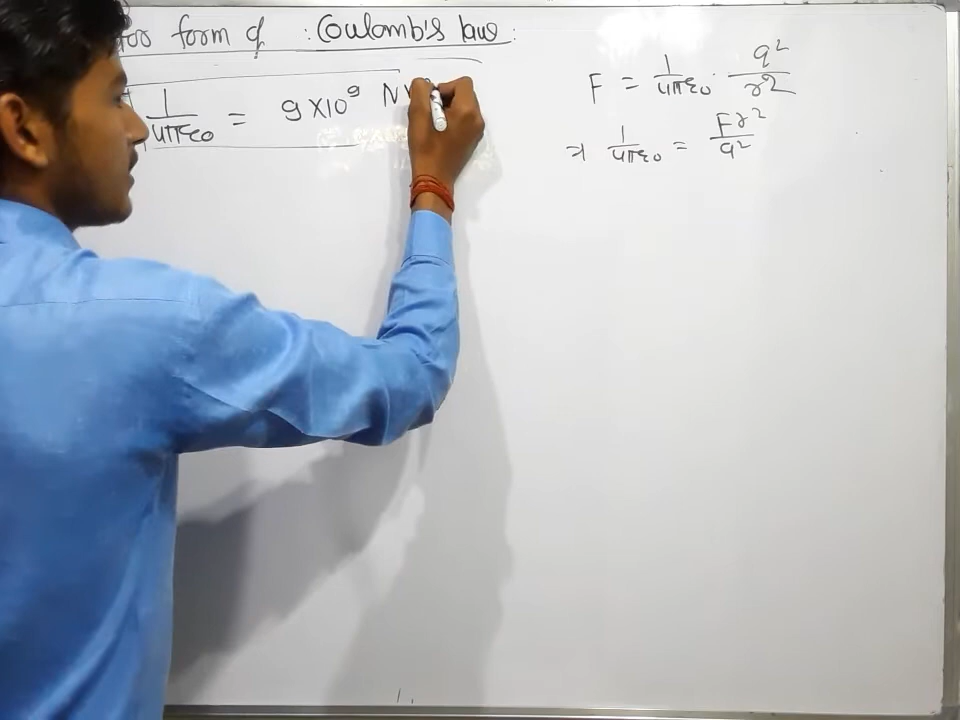 form of : Coulomb's law :
1/4πε₀ = 9×10⁹ N
F = 1/4πε₀ · q²/r²
⇒ 1/4πε₀ = Fr²/q²